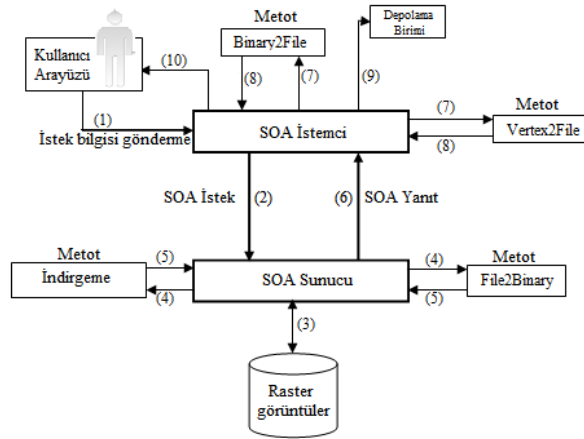 Metot
Depolama
Birimi
Kullanıcı
Arayüzü
(10)
Binary2File
(8)
(7)
(9)
(1)
İstek bilgisi gönderme
SOA İstemci
(7)
Metot
Vertex2File
(8)
SOA İstek
(2)
(6)
SOA Yanıt
Metot
İndirgeme
(5)
(4)
SOA Sunucu
(4)
(5)
Metot
File2Binary
(3)
Raster
görüntüler